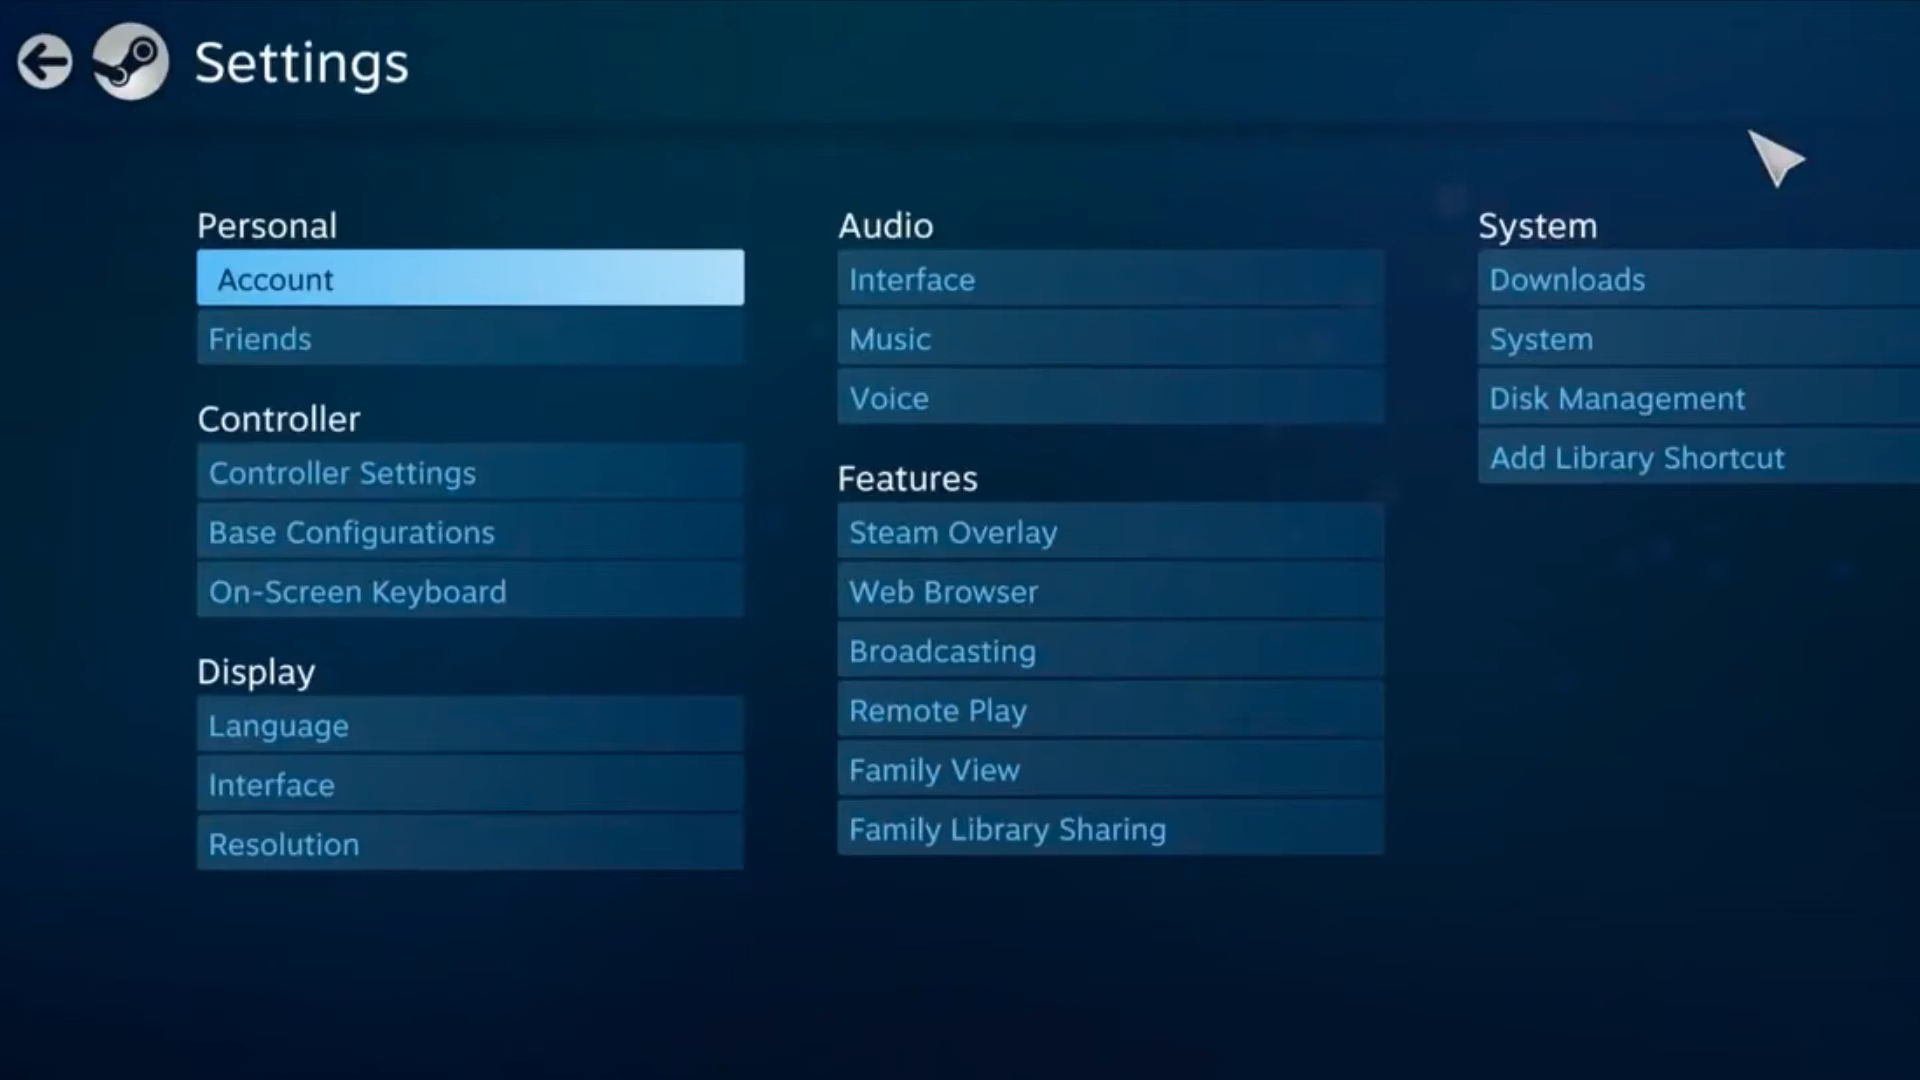 Settings
Personal
Account
Friends
Controller
Controller Settings
Base Configurations
On-Screen Keyboard
Display
Language
Interface
Resolution
Audio
Interface
Music
Voice
Features
Steam Overlay
Web Browser
Broadcasting
Remote Play
Family View
Family Library Sharing
System
Downloads
System
Disk Management
Add Library Shortcut